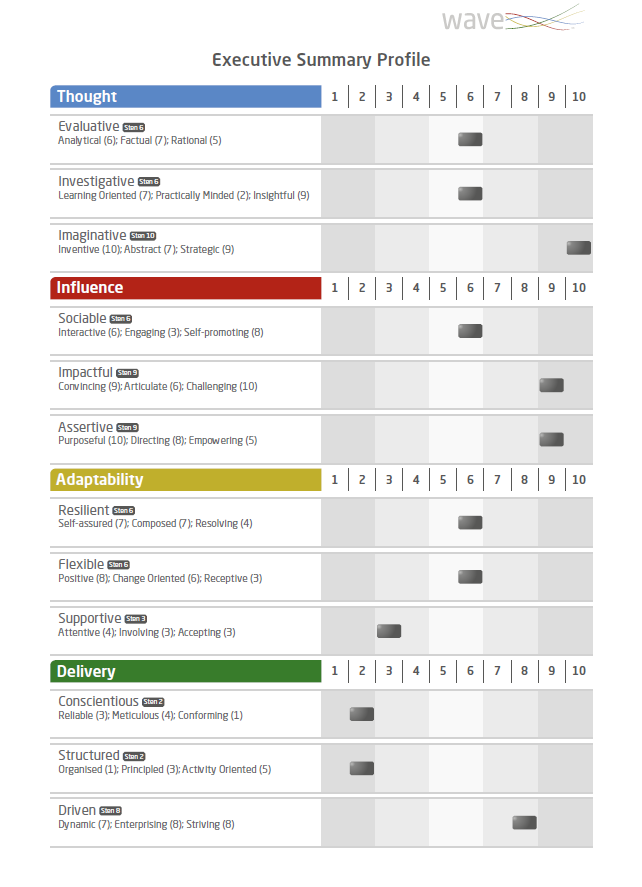 wave
Executive Summary Profile
Thought 1 2 3 4 5 6 7 8 9 10
Evaluative Sten 6
Analytical (6); Factual (7); Rational (5)
Investigative Sten 6
Learning Oriented (7); Practically Minded (2); Insightful (9)
Imaginative Sten 10
Inventive (10); Abstract (7); Strategic (9)
Influence 1 2 3 4 5 6 7 8 9 10
Sociable Sten 6
Interactive (6); Engaging (3); Self-promoting (8)
Impactful Sten 9
Convincing (9); Articulate (6); Challenging (10)
Assertive Sten 9
Purposeful (10); Directing (8); Empowering (5)
Adaptability 1 2 3 4 5 6 7 8 9 10
Resilient Sten 6
Self-assured (7); Composed (7); Resolving (4)
Flexible Sten 6
Positive (8); Change Oriented (6); Receptive (3)
Supportive Sten 3
Attentive (4); Involving (3); Accepting (3)
Delivery 1 2 3 4 5 6 7 8 9 10
Conscientious Sten 2
Reliable (3); Meticulous (4); Conforming (1)
Structured Sten 2
Organised (1); Principled (3); Activity Oriented (5)
Driven Sten 8
Dynamic (7); Enterprising (8); Striving (8)